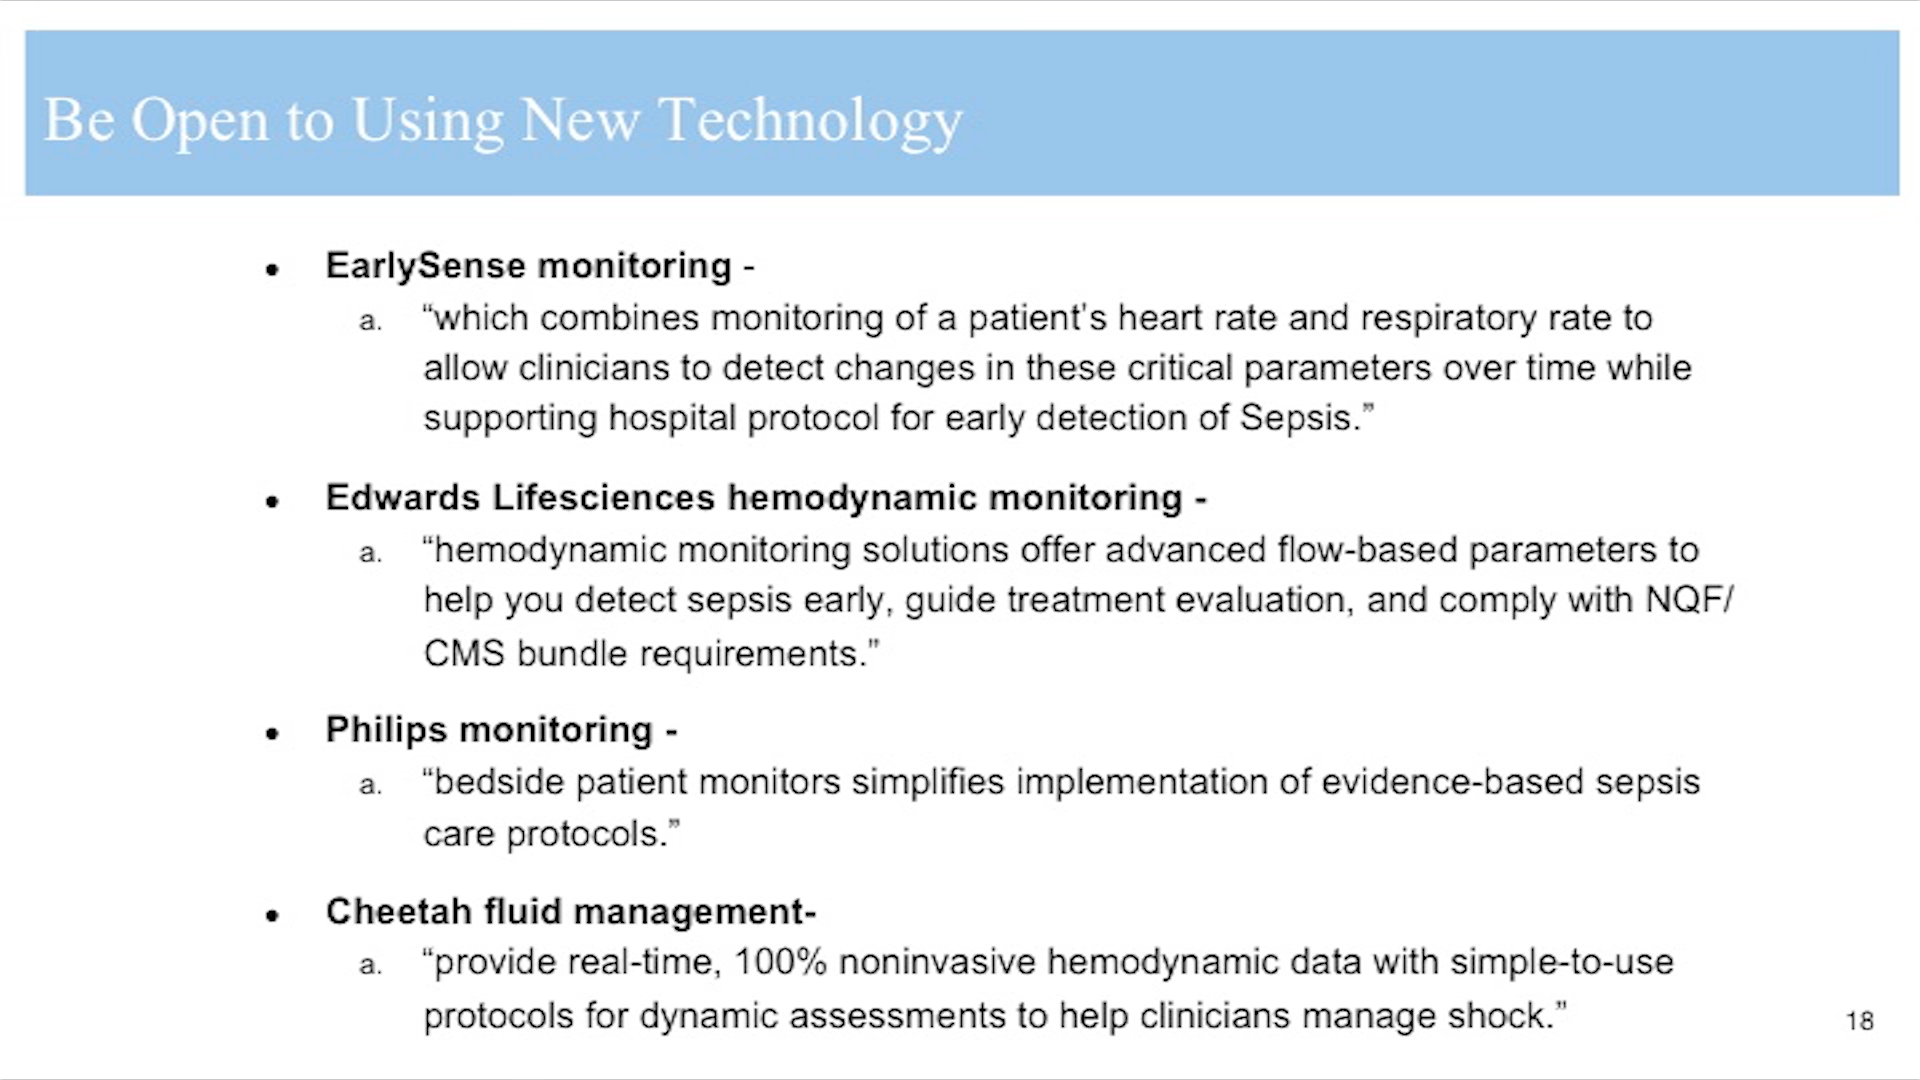 Be Open to Using New Technology
• EarlySense monitoring -
a. “which combines monitoring of a patient's heart rate and respiratory rate to
allow clinicians to detect changes in these critical parameters over time while
supporting hospital protocol for early detection of Sepsis.”
• Edwards Lifesciences hemodynamic monitoring -
a. “hemodynamic monitoring solutions offer advanced flow-based parameters to
help you detect sepsis early, guide treatment evaluation, and comply with NQF/
CMS bundle requirements.”
• Philips monitoring -
a. “bedside patient monitors simplifies implementation of evidence-based sepsis
care protocols.”
• Cheetah fluid management-
a. “provide real-time, 100% noninvasive hemodynamic data with simple-to-use
protocols for dynamic assessments to help clinicians manage shock.”
18